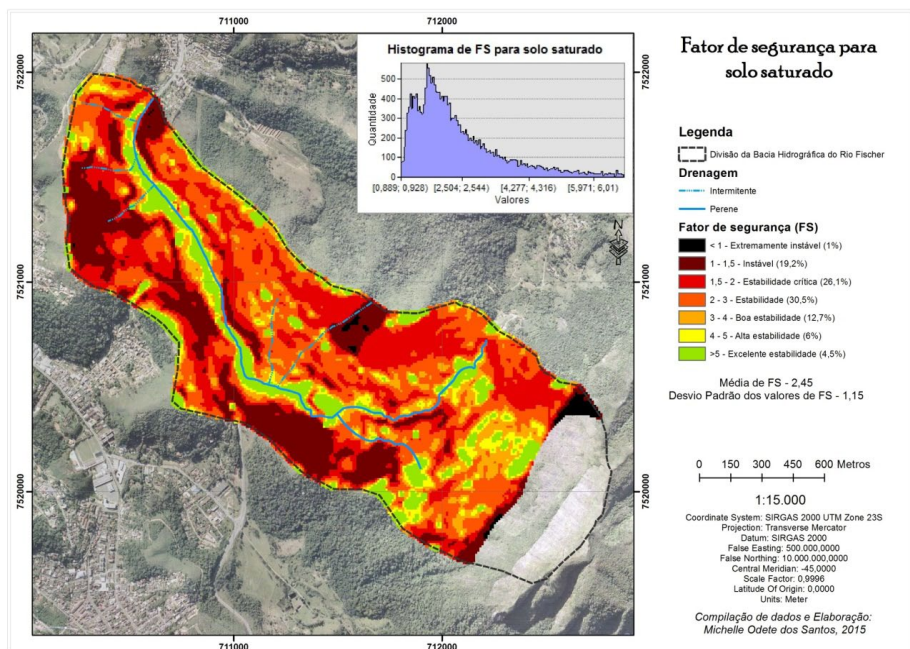 711000
712000
7522000
7521000
7520000
7522000
7521000
7520000
711000
712000
Histograma de FS para solo saturado
Quantidade
500
400
300
200
100
0
[0,889; 0,928)
[2,504; 2,544)
[4,277; 4,316)
[5,971; 6,01)
Valores
N
Fator de segurança para
solo saturado
Legenda
Divisão da Bacia Hidrográfica do Rio Fischer
Drenagem
Intermitente
Perene
Fator de segurança (FS)
< 1 - Extremamente instável (1%)
1 - 1,5 - Instável (19,2%)
1,5 - 2 - Estabilidade crítica (26,1%)
2 - 3 - Estabilidade (30,5%)
3 - 4 - Boa estabilidade (12,7%)
4 - 5 - Alta estabilidade (6%)
>5 - Excelente estabilidade (4,5%)
Média de FS - 2,45
Desvio Padrão dos valores de FS - 1,15
0 150 300 450 600 Metros
1:15.000
Coordinate System: SIRGAS 2000 UTM Zone 23S
Projection: Transverse Mercator
Datum: SIRGAS 2000
False Easting: 500.000,0000
False Northing: 10.000.000,0000
Central Meridian: -45,0000
Scale Factor: 0,9996
Latitude Of Origin: 0,0000
Units: Meter
Compilação de dados e Elaboração:
Michelle Odete dos Santos, 2015